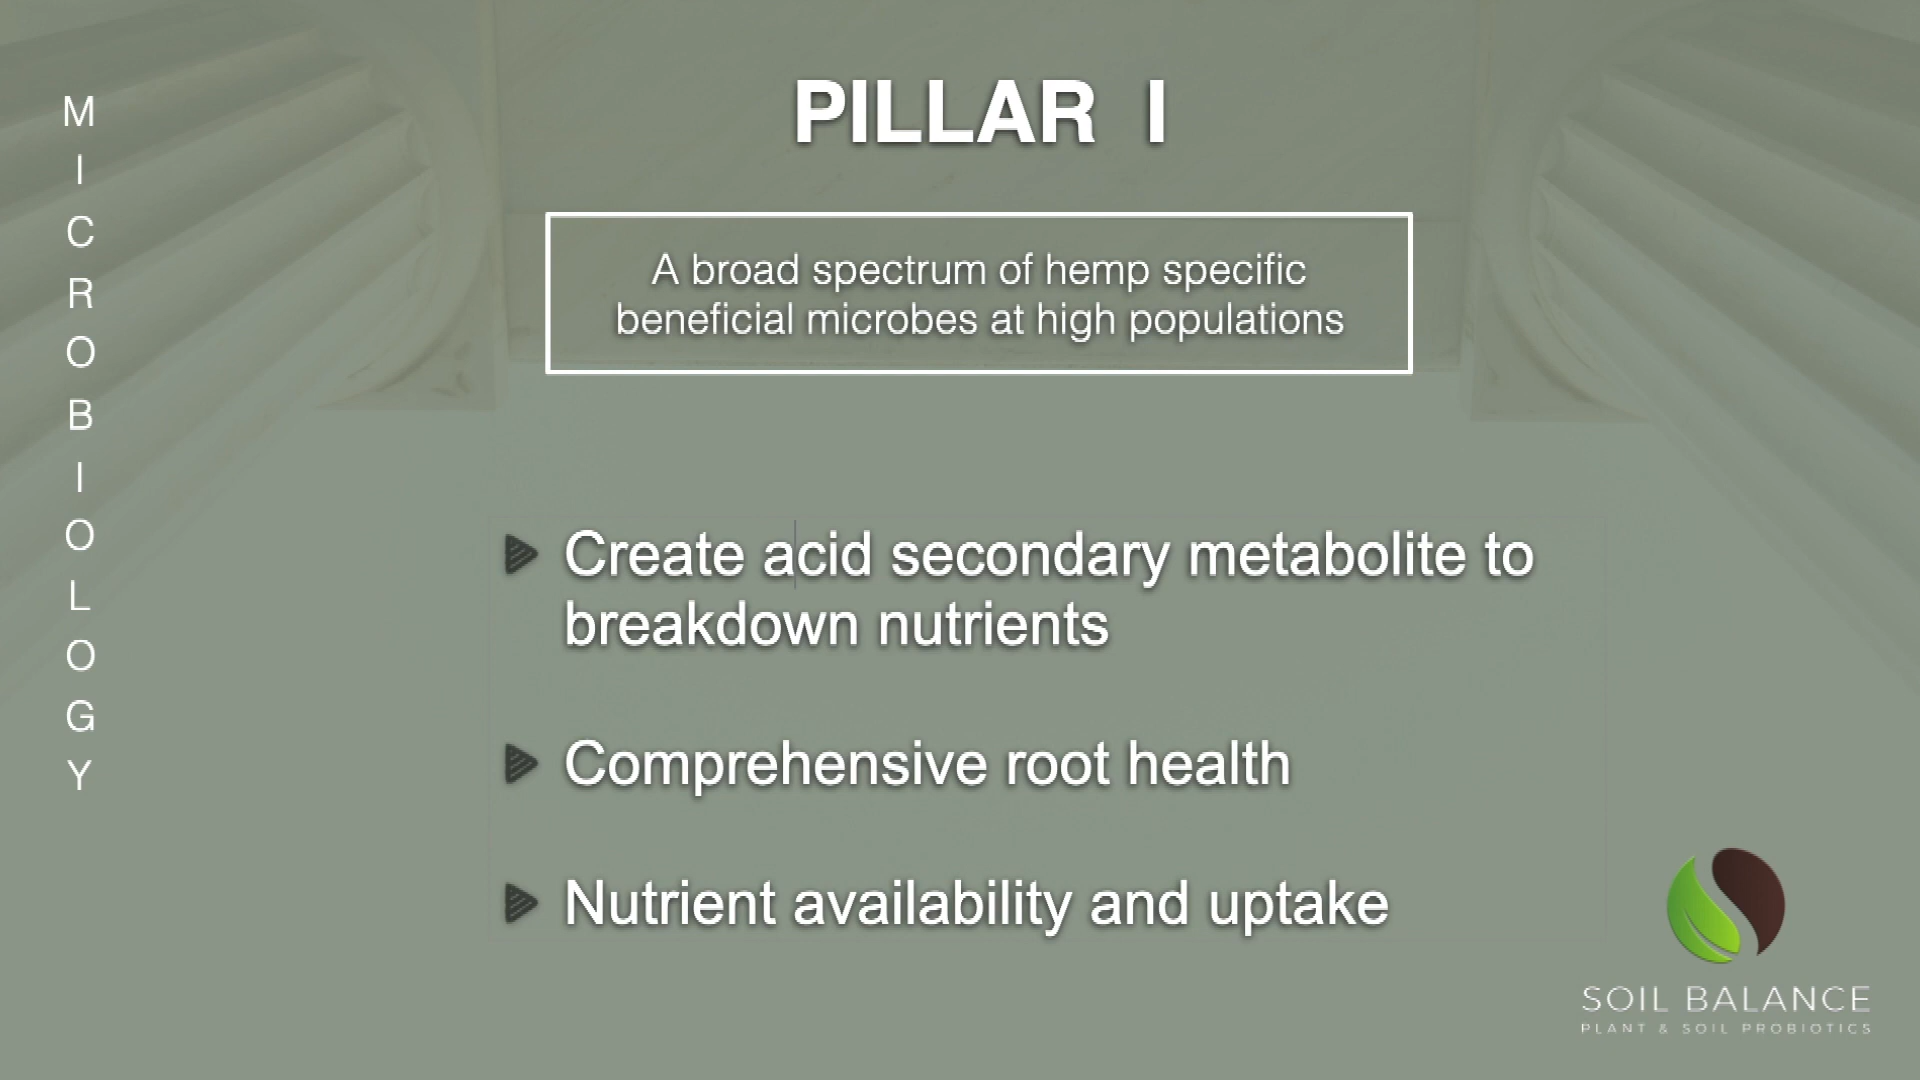 PILLAR I
A broad spectrum of hemp specific
beneficial microbes at high populations
MICROBIOLOGY
Create acid secondary metabolite to
breakdown nutrients
Comprehensive root health
Nutrient availability and uptake
SOIL BALANCE
PLANT & SOIL PROBIOTICS